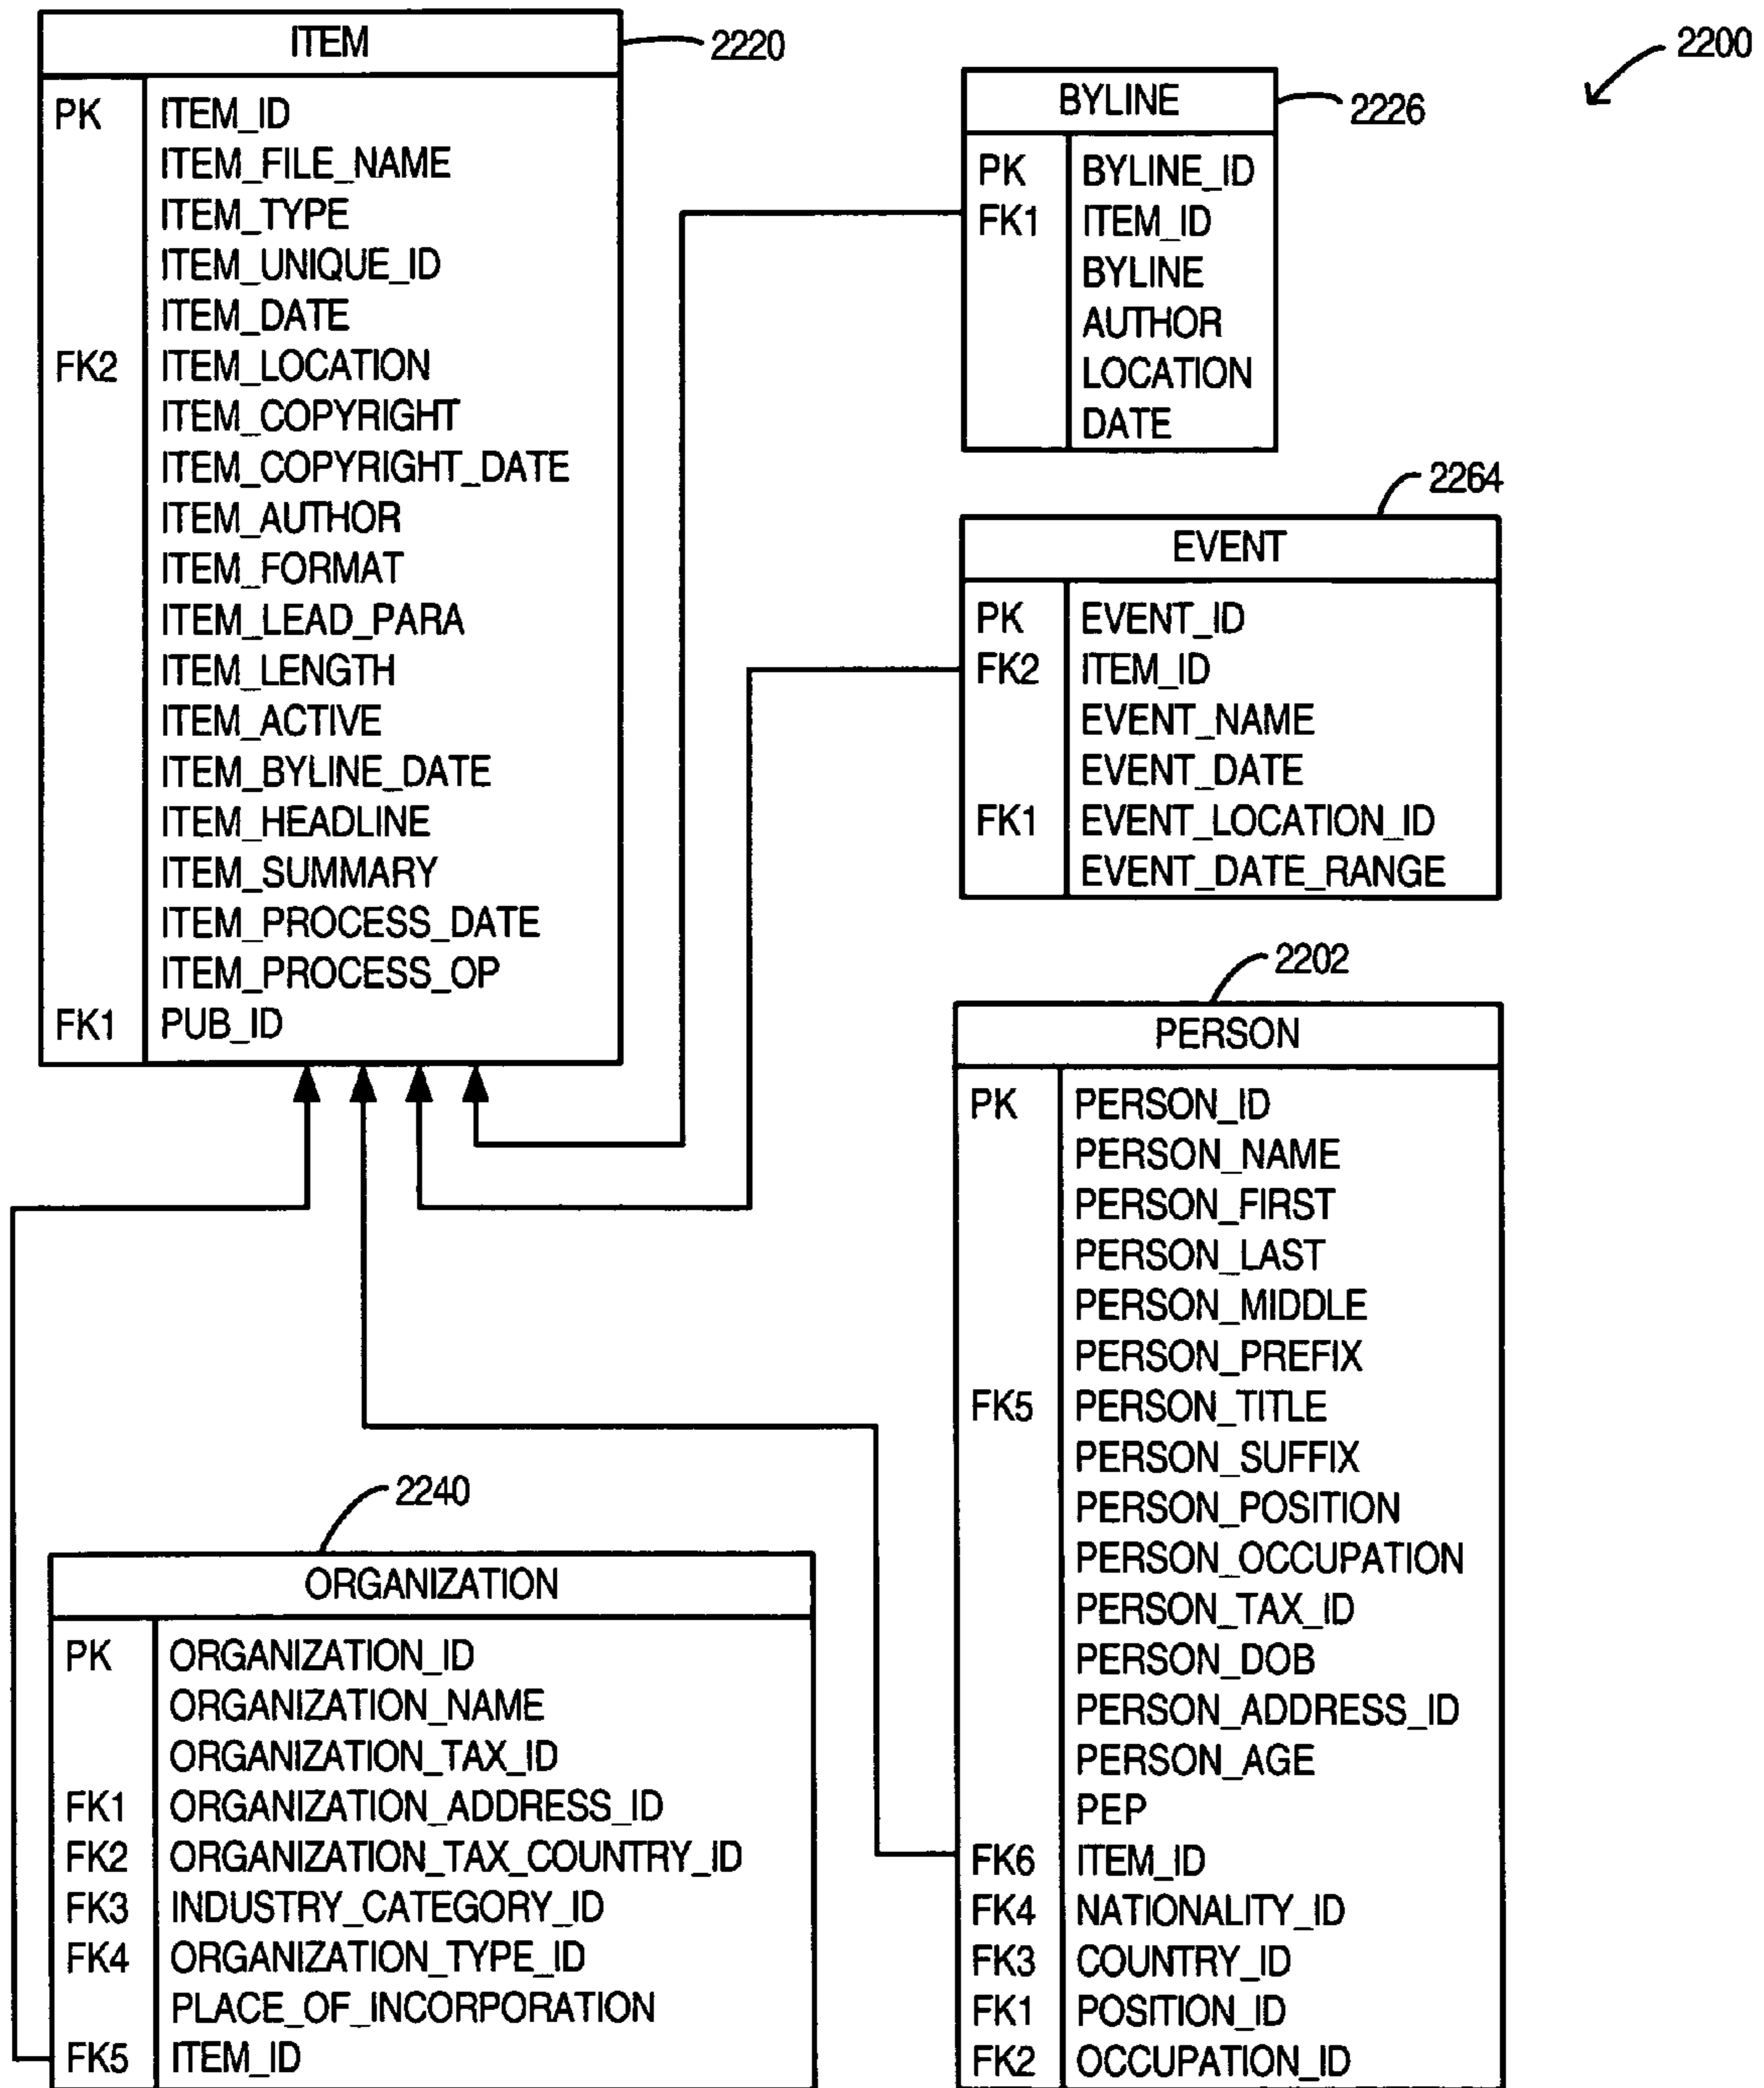 ITEM
2220
PK ITEM_ID
ITEM_FILE_NAME
ITEM_TYPE
ITEM_UNIQUE_ID
ITEM_DATE
FK2 ITEM_LOCATION
ITEM_COPYRIGHT
ITEM_COPYRIGHT_DATE
ITEM_AUTHOR
ITEM_FORMAT
ITEM_LEAD_PARA
ITEM_LENGTH
ITEM_ACTIVE
ITEM_BYLINE_DATE
ITEM_HEADLINE
ITEM_SUMMARY
ITEM_PROCESS_DATE
ITEM_PROCESS_OP
FK1 PUB_ID
2200
BYLINE
2226
PK BYLINE_ID
FK1 ITEM_ID
BYLINE
AUTHOR
LOCATION
DATE
2264
EVENT
PK EVENT_ID
FK2 ITEM_ID
EVENT_NAME
EVENT_DATE
FK1 EVENT_LOCATION_ID
EVENT_DATE_RANGE
2202
PERSON
PK PERSON_ID
PERSON_NAME
PERSON_FIRST
PERSON_LAST
PERSON_MIDDLE
PERSON_PREFIX
FK5 PERSON_TITLE
PERSON_SUFFIX
PERSON_POSITION
PERSON_OCCUPATION
PERSON_TAX_ID
PERSON_DOB
PERSON_ADDRESS_ID
PERSON_AGE
PEP
FK6 ITEM_ID
FK4 NATIONALITY_ID
FK3 COUNTRY_ID
FK1 POSITION_ID
FK2 OCCUPATION_ID
2240
ORGANIZATION
PK ORGANIZATION_ID
ORGANIZATION_NAME
ORGANIZATION_TAX_ID
FK1 ORGANIZATION_ADDRESS_ID
FK2 ORGANIZATION_TAX_COUNTRY_ID
FK3 INDUSTRY_CATEGORY_ID
FK4 ORGANIZATION_TYPE_ID
PLACE_OF_INCORPORATION
FK5 ITEM_ID